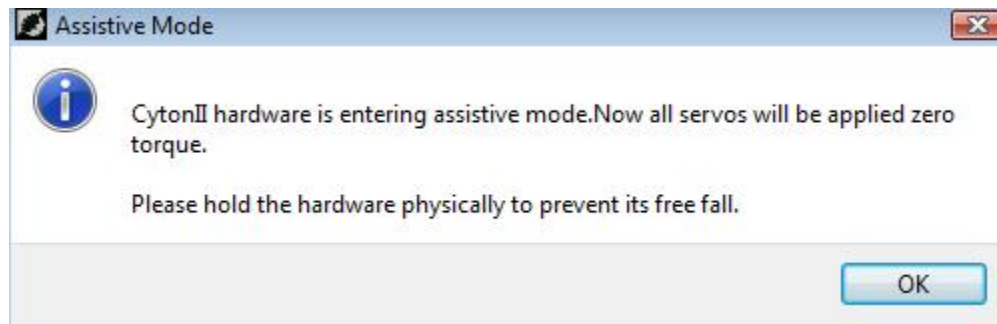 Assistive Mode
CytonII hardware is entering assistive mode.Now all servos will be applied zero
torque.
Please hold the hardware physically to prevent its free fall.
OK